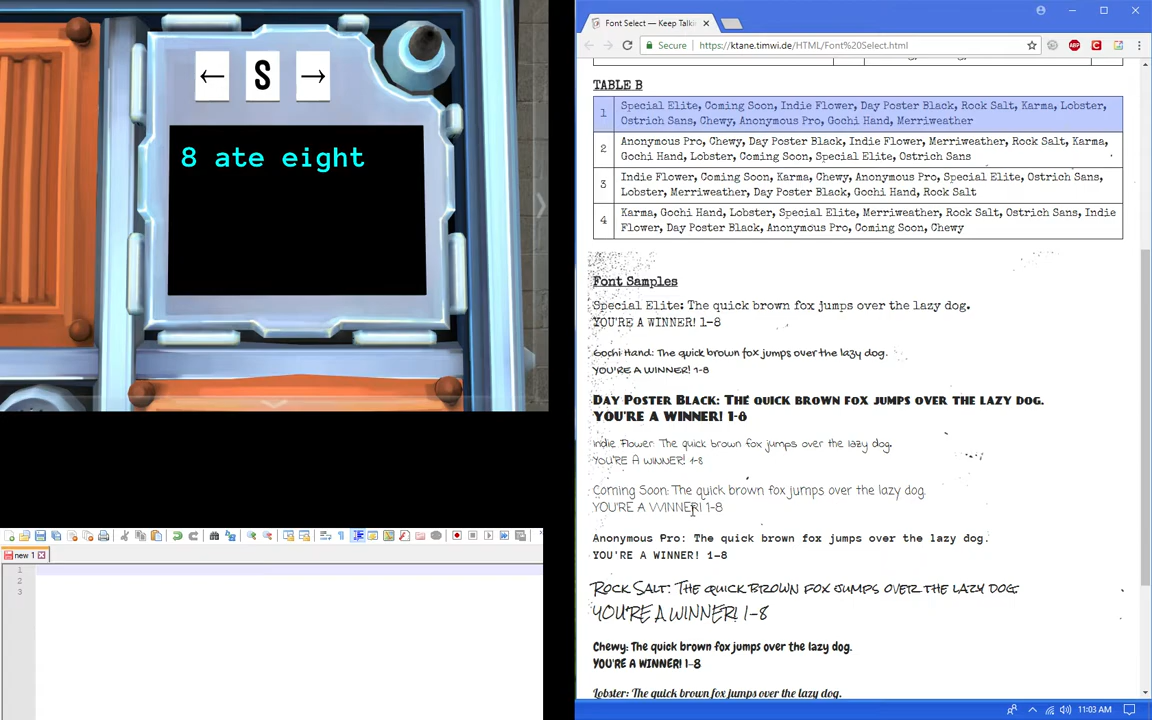 ← S →
8 ate eight
new 1
1
2
3
Font Select — Keep Talki
Secure https://ktane.timwi.de/HTML/Font%20Select.html
TABLE B
1 Special Elite, Coming Soon, Indie Flower, Day Poster Black, Rock Salt, Karma, Lobster,
Ostrich Sans, Chewy, Anonymous Pro, Gochi Hand, Merriweather
2 Anonymous Pro, Chewy, Day Poster Black, Indie Flower, Merriweather, Rock Salt, Karma,
Gochi Hand, Lobster, Coming Soon, Special Elite, Ostrich Sans
3 Indie Flower, Coming Soon, Karma, Chewy, Anonymous Pro, Special Elite, Ostrich Sans,
Lobster, Merriweather, Day Poster Black, Gochi Hand, Rock Salt
4 Karma, Gochi Hand, Lobster, Special Elite, Merriweather, Rock Salt, Ostrich Sans, Indie
Flower, Day Poster Black, Anonymous Pro, Coming Soon, Chewy
Font Samples
Special Elite: The quick brown fox jumps over the lazy dog.
YOU'RE A WINNER! 1-8
Gochi Hand: The quick brown fox jumps over the lazy dog.
YOU'RE A WINNER! 1-8
Day Poster Black: The quick brown fox jumps over the lazy dog.
YOU'RE A WINNER! 1-8
Indie Flower: The quick brown fox jumps over the lazy dog.
YOU'RE A WINNER! 1-8
Coming Soon: The quick brown fox jumps over the lazy dog.
YOU'RE A WINNER! 1-8
Anonymous Pro: The quick brown fox jumps over the lazy dog.
YOU'RE A WINNER! 1-8
Rock Salt: The quick brown fox jumps over the lazy dog.
YOU'RE A WINNER! 1-8
Chewy: The quick brown fox jumps over the lazy dog.
YOU'RE A WINNER! 1-8
Lobster: The quick brown fox jumps over the lazy dog.
11:03 AM